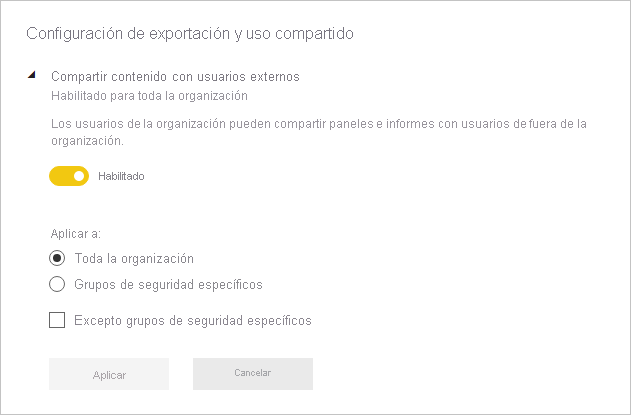 Configuración de exportación y uso compartido
Compartir contenido con usuarios externos
Habilitado para toda la organización
Los usuarios de la organización pueden compartir paneles e informes con usuarios de fuera de la
organización.
Habilitado
Aplicar a:
Toda la organización
Grupos de seguridad específicos
Excepto grupos de seguridad específicos
Aplicar
Cancelar